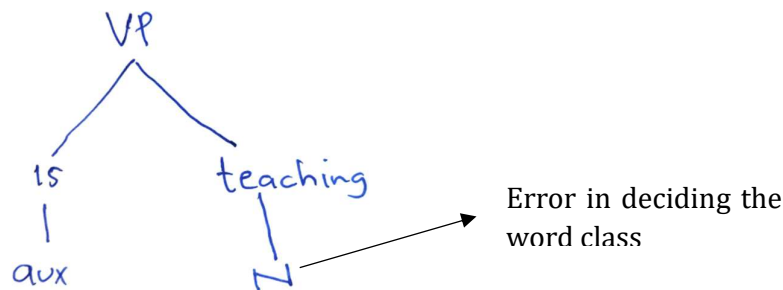 VP
is teaching
aux N
Error in deciding the
word class